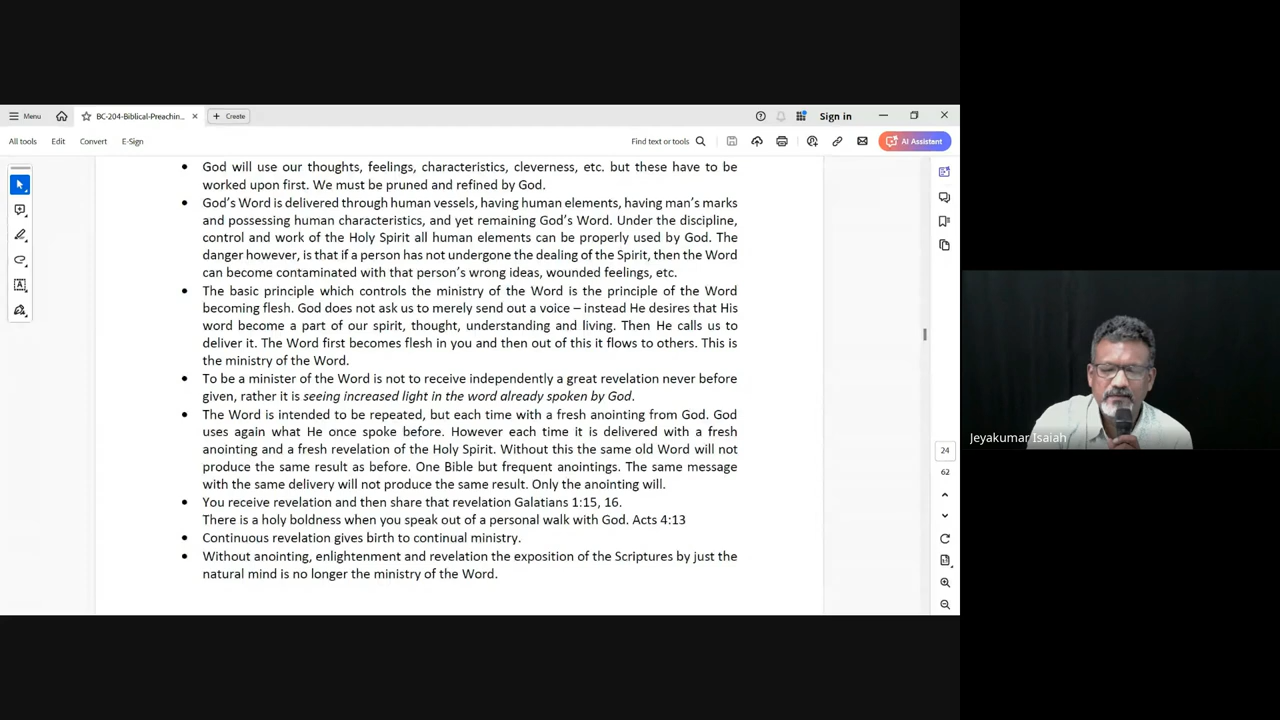 Menu
BC-204-Biblical-Preachin...
Create
Sign in
All tools
Edit
Convert
E-Sign
Find text or tools
AI Assistant
• God will use our thoughts, feelings, characteristics, cleverness, etc. but these have to be
worked upon first. We must be pruned and refined by God.
• God’s Word is delivered through human vessels, having human elements, having man’s marks
and possessing human characteristics, and yet remaining God’s Word. Under the discipline,
control and work of the Holy Spirit all human elements can be properly used by God. The
danger however, is that if a person has not undergone the dealing of the Spirit, then the Word
can become contaminated with that person’s wrong ideas, wounded feelings, etc.
• The basic principle which controls the ministry of the Word is the principle of the Word
becoming flesh. God does not ask us to merely send out a voice – instead He desires that His
word become a part of our spirit, thought, understanding and living. Then He calls us to
deliver it. The Word first becomes flesh in you and then out of this it flows to others. This is
the ministry of the Word.
• To be a minister of the Word is not to receive independently a great revelation never before
given, rather it is seeing increased light in the word already spoken by God.
• The Word is intended to be repeated, but each time with a fresh anointing from God. God
uses again what He once spoke before. However each time it is delivered with a fresh
anointing and a fresh revelation of the Holy Spirit. Without this the same old Word will not
produce the same result as before. One Bible but frequent anointings. The same message
with the same delivery will not produce the same result. Only the anointing will.
• You receive revelation and then share that revelation Galatians 1:15, 16.
There is a holy boldness when you speak out of a personal walk with God. Acts 4:13
• Continuous revelation gives birth to continual ministry.
• Without anointing, enlightenment and revelation the exposition of the Scriptures by just the
natural mind is no longer the ministry of the Word.
24
62
Jeyakumar Isaiah